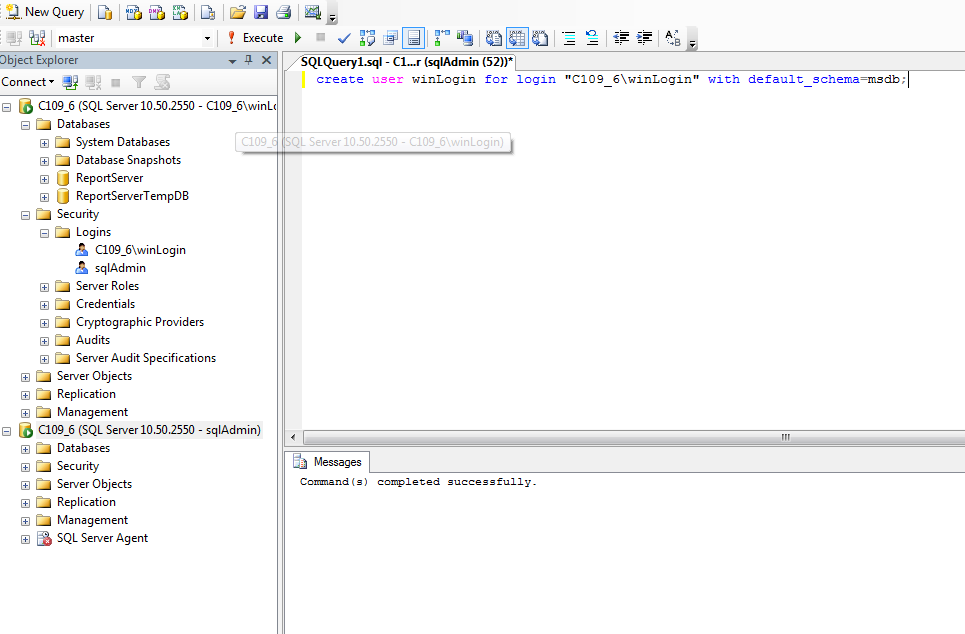 New Query
master
Execute
Object Explorer
Connect
C109_6 (SQL Server 10.50.2550 - C109_6\winLo
Databases
System Databases
Database Snapshots
ReportServer
ReportServerTempDB
Security
Logins
C109_6\winLogin
sqlAdmin
Server Roles
Credentials
Cryptographic Providers
Audits
Server Audit Specifications
Server Objects
Replication
Management
C109_6 (SQL Server 10.50.2550 - sqlAdmin)
Databases
Security
Server Objects
Replication
Management
SQL Server Agent
C109_6 (SQL Server 10.50.2550 - C109_6\winLogin)
SQLQuery1.sql - C1...r (sqlAdmin (52))*
create user winLogin for login "C109_6\winLogin" with default_schema=msdb;
Messages
Command(s) completed successfully.